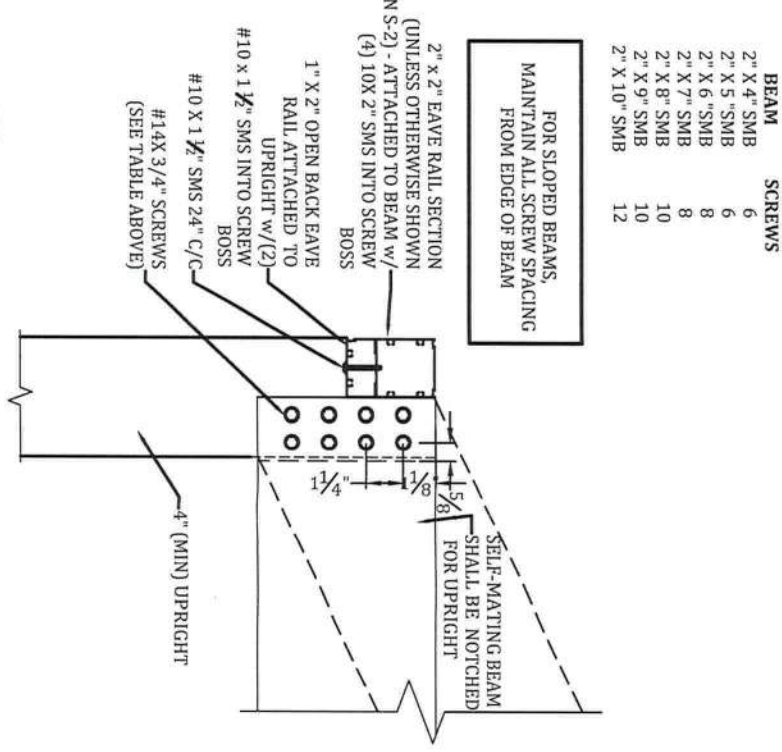 BEAM SCREWS
2" X 4" SMB 6
2" X 5" SMB 6
2" X 6" SMB 8
2" X 7" SMB 8
2" X 8" SMB 10
2" X 9" SMB 10
2" X 10" SMB 12
FOR SLOPED BEAMS,
MAINTAIN ALL SCREW SPACING
FROM EDGE OF BEAM
2" x 2" EAVE RAIL SECTION
(UNLESS OTHERWISE SHOWN
N S-2) - ATTACHED TO BEAM w/
(4) 10X 2" SMS INTO SCREW
BOSS
1" X 2" OPEN BACK EAVE
RAIL ATTACHED TO
UPRIGHT w/(2)
#10 x 1 ½" SMS INTO SCREW
BOSS
#10 X 1 ½" SMS 24" C/C
#14X 3/4" SCREWS
(SEE TABLE ABOVE)
5/8
1 1/8"
1 1/4"
SELF-MATING BEAM
SHALL BE NOTCHED
FOR UPRIGHT
4" (MIN) UPRIGHT